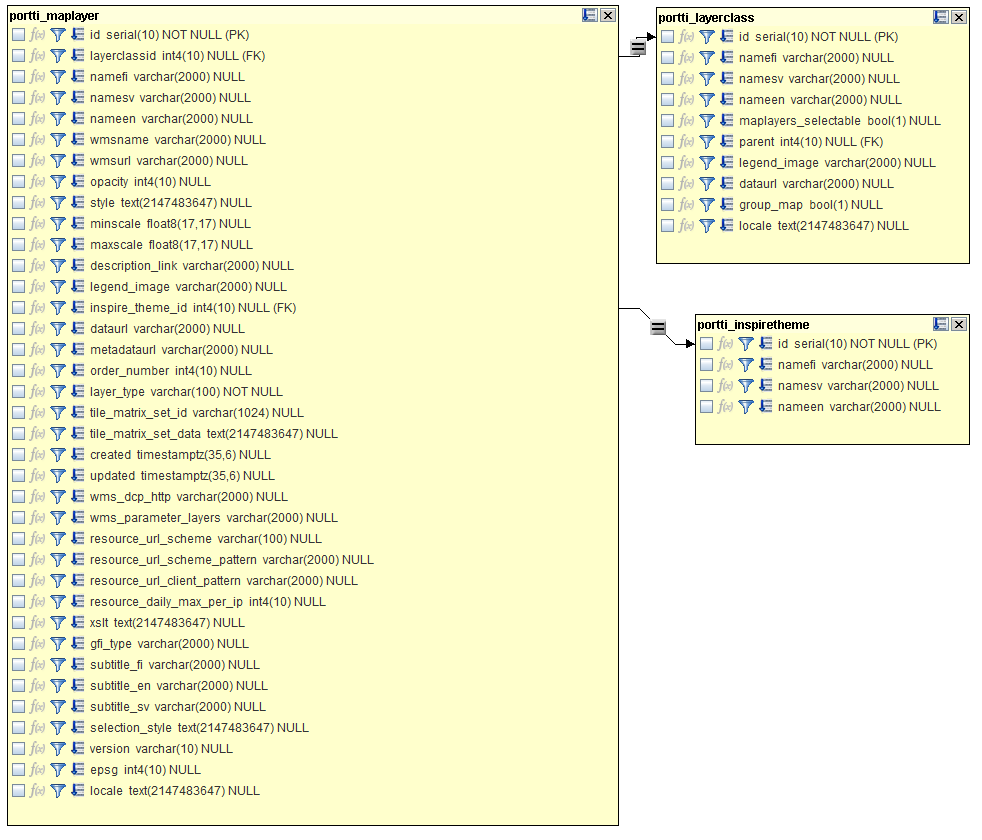 portti_maplayer
id serial(10) NOT NULL (PK)
layerclassid int4(10) NULL (FK)
namefi varchar(2000) NULL
namesv varchar(2000) NULL
nameen varchar(2000) NULL
wmsname varchar(2000) NULL
wmsurl varchar(2000) NULL
opacity int4(10) NULL
style text(2147483647) NULL
minscale float8(17,17) NULL
maxscale float8(17,17) NULL
description_link varchar(2000) NULL
legend_image varchar(2000) NULL
inspire_theme_id int4(10) NULL (FK)
dataurl varchar(2000) NULL
metadataurl varchar(2000) NULL
order_number int4(10) NULL
layer_type varchar(100) NOT NULL
tile_matrix_set_id varchar(1024) NULL
tile_matrix_set_data text(2147483647) NULL
created timestamptz(35,6) NULL
updated timestamptz(35,6) NULL
wms_dcp_http varchar(2000) NULL
wms_parameter_layers varchar(2000) NULL
resource_url_scheme varchar(100) NULL
resource_url_scheme_pattern varchar(2000) NULL
resource_url_client_pattern varchar(2000) NULL
resource_daily_max_per_ip int4(10) NULL
xslt text(2147483647) NULL
gfi_type varchar(2000) NULL
subtitle_fi varchar(2000) NULL
subtitle_en varchar(2000) NULL
subtitle_sv varchar(2000) NULL
selection_style text(2147483647) NULL
version varchar(10) NULL
epsg int4(10) NULL
locale text(2147483647) NULL
portti_layerclass
id serial(10) NOT NULL (PK)
namefi varchar(2000) NULL
namesv varchar(2000) NULL
nameen varchar(2000) NULL
maplayers_selectable bool(1) NULL
parent int4(10) NULL (FK)
legend_image varchar(2000) NULL
dataurl varchar(2000) NULL
group_map bool(1) NULL
locale text(2147483647) NULL
portti_inspiretheme
id serial(10) NOT NULL (PK)
namefi varchar(2000) NULL
namesv varchar(2000) NULL
nameen varchar(2000) NULL